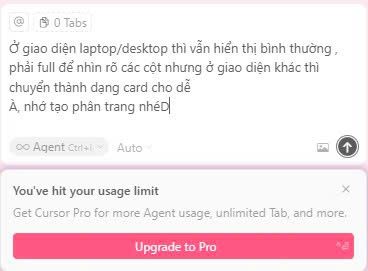 @ 0 Tabs
Ở giao diện laptop/desktop thì vẫn hiển thị bình thường ,
phải full để nhìn rõ các cột nhưng ở giao diện khác thì
chuyển thành dạng card cho dễ
À, nhớ tạo phân trang nhéD
∞ Agent Ctrl+I Auto
You've hit your usage limit
Get Cursor Pro for more Agent usage, unlimited Tab, and more.
Upgrade to Pro